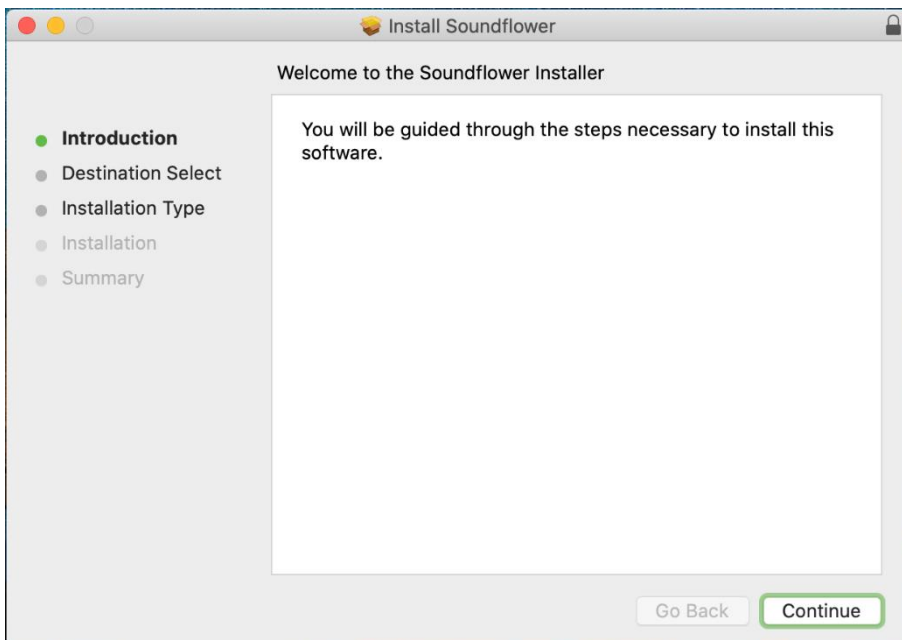 Install Soundflower
Welcome to the Soundflower Installer
Introduction
Destination Select
Installation Type
Installation
Summary
You will be guided through the steps necessary to install this
software.
Go Back
Continue